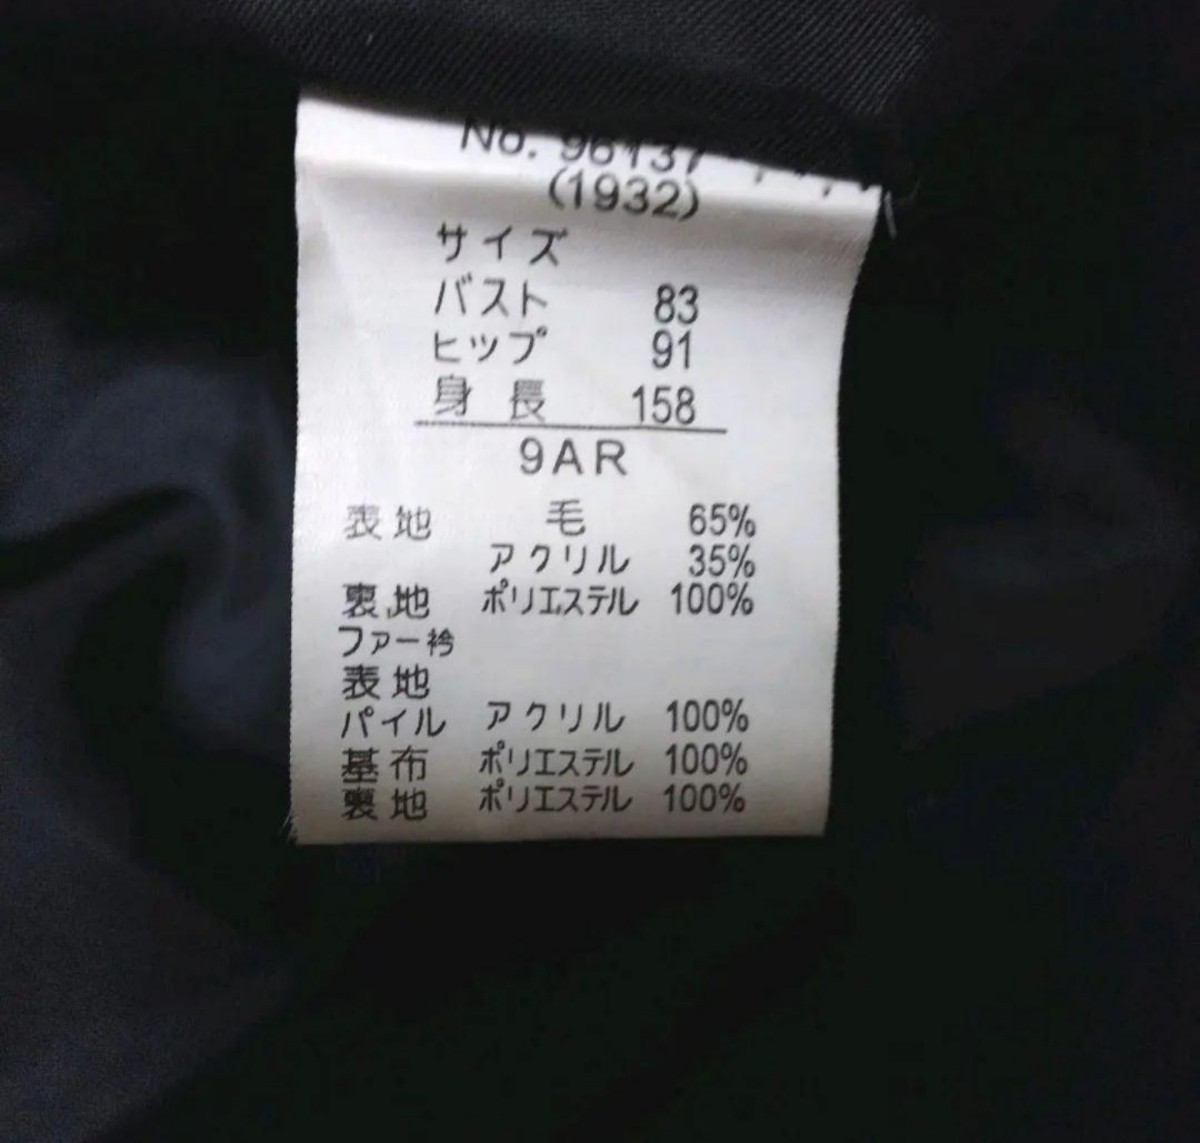 No. 96137
(1932)
サイズ
バスト 83
ヒップ 91
身長 158
9AR
表地 毛 65%
アクリル 35%
裏地 ポリエステル 100%
ファー衿
表地
パイル アクリル 100%
基布 ポリエステル 100%
裏地 ポリエステル 100%